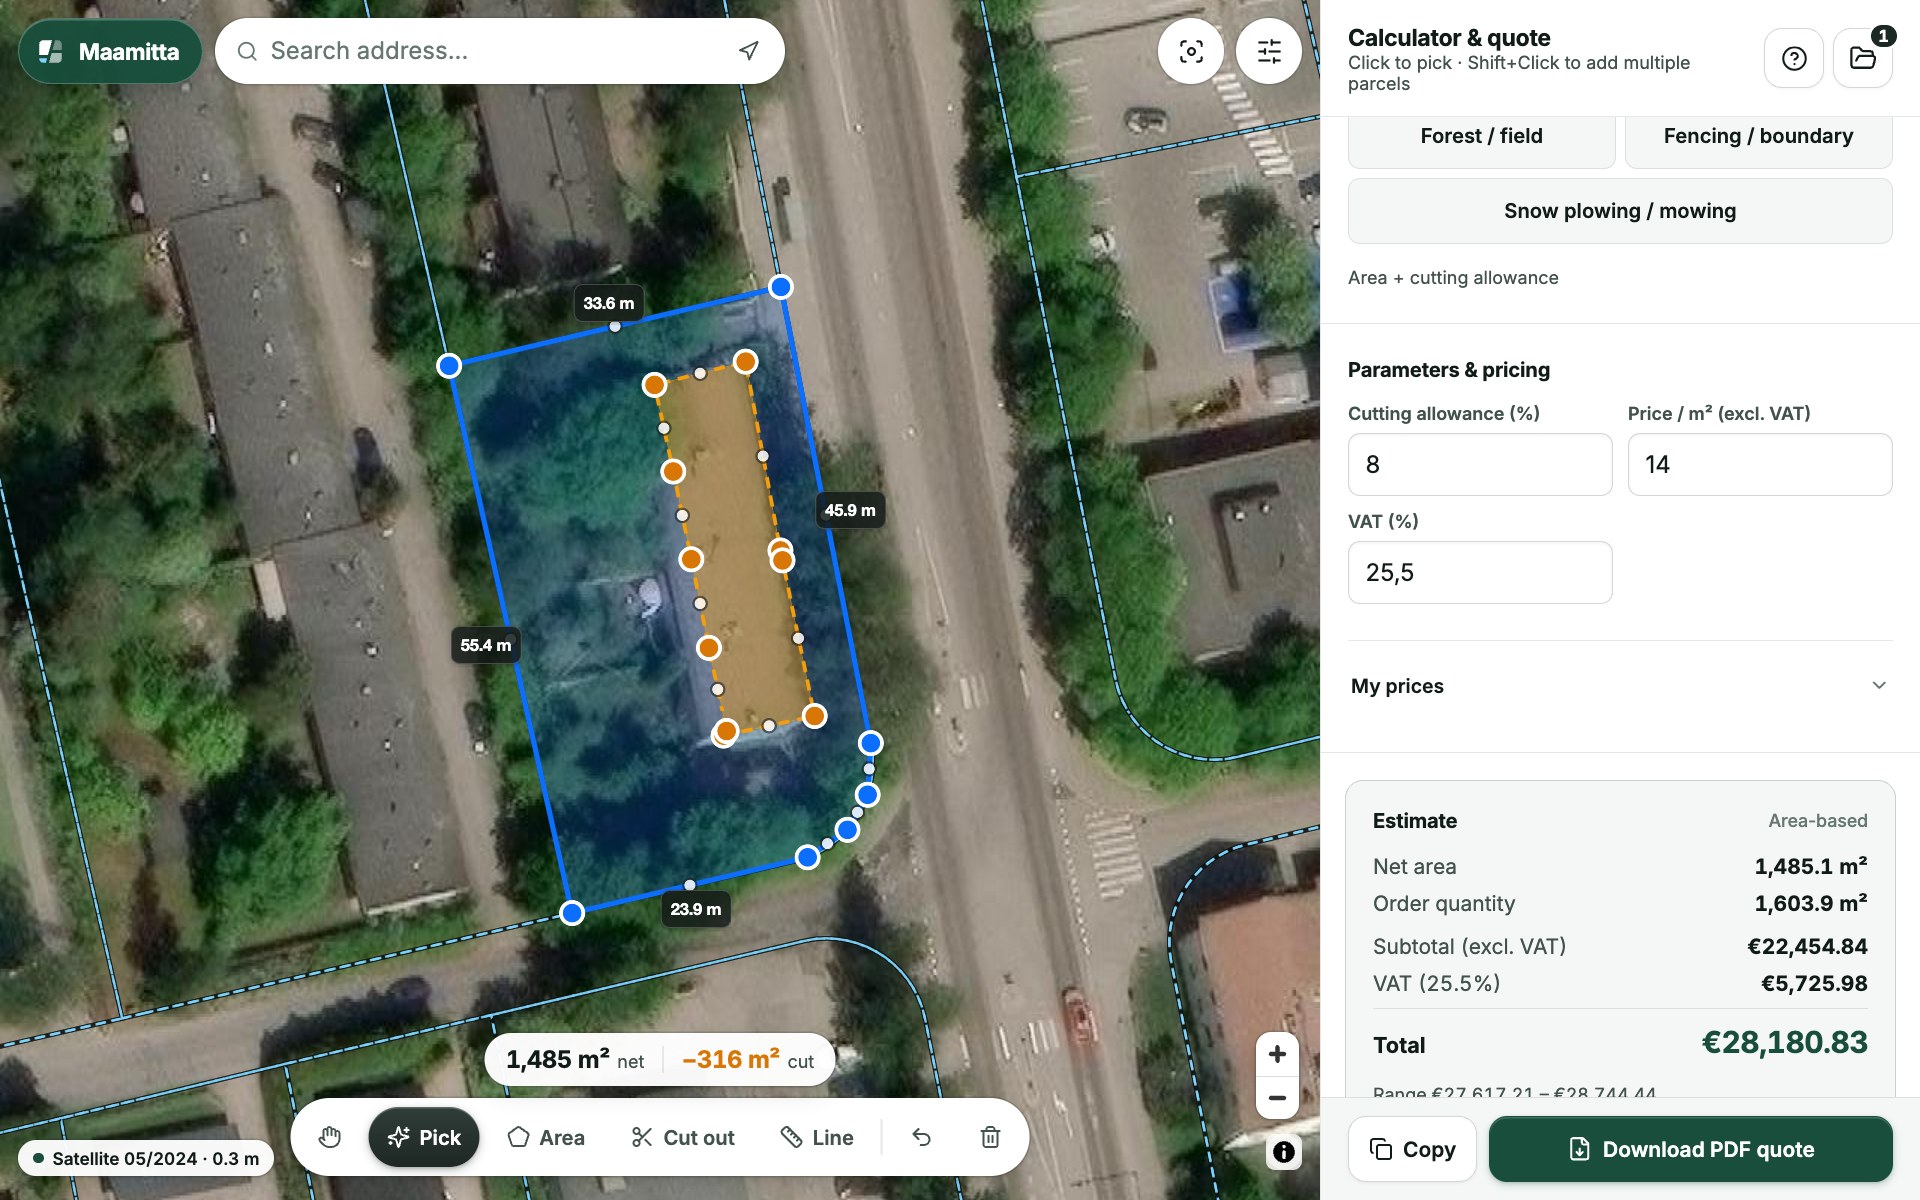 Maamitta
Search address...
Calculator & quote
Click to pick · Shift+Click to add multiple
parcels
1
Forest / field
Fencing / boundary
Snow plowing / mowing
Area + cutting allowance
Parameters & pricing
Cutting allowance (%)
Price / m² (excl. VAT)
8
14
VAT (%)
25,5
My prices
Estimate
Area-based
Net area
1,485.1 m²
Order quantity
1,603.9 m²
Subtotal (excl. VAT)
€22,454.84
VAT (25.5%)
€5,725.98
Total
€28,180.83
Range €27,617.21 – €28,744.44
Copy
Download PDF quote
33.6 m
45.9 m
55.4 m
23.9 m
1,485 m² net
−316 m² cut
Pick
Area
Cut out
Line
Satellite 05/2024 · 0.3 m